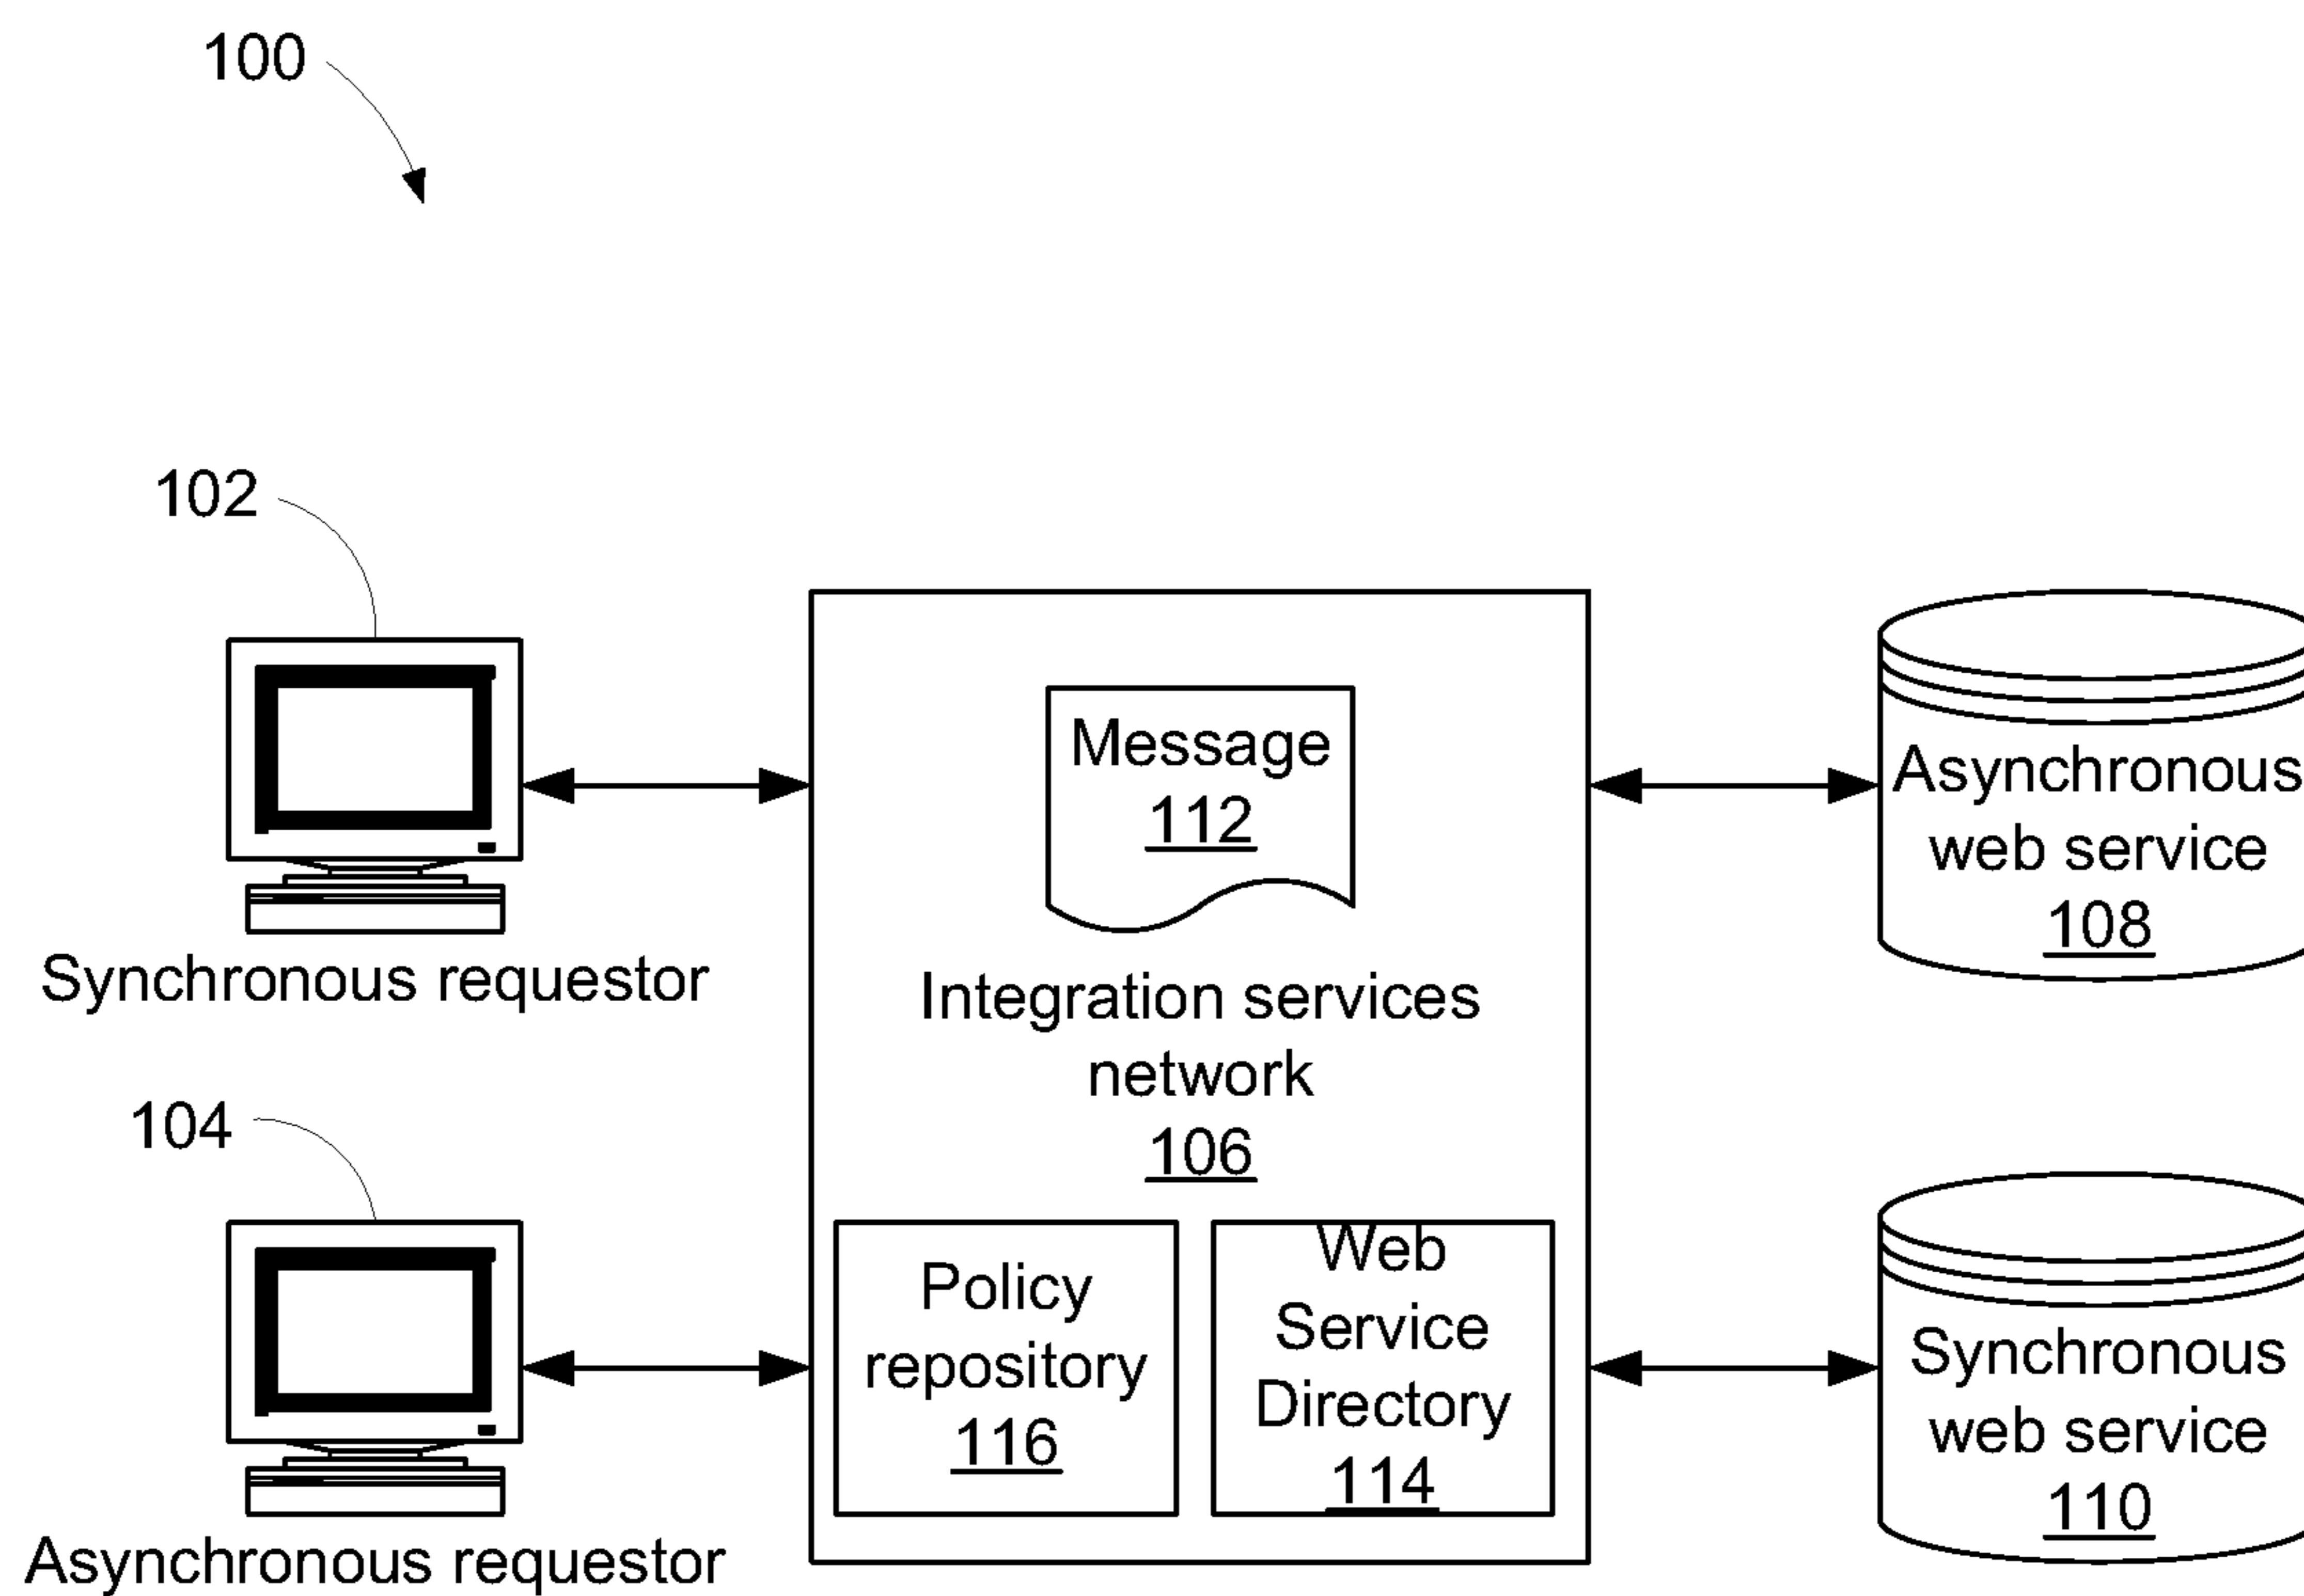 100
102
Synchronous requestor
104
Asynchronous requestor
Message
112
Integration services
network
106
Policy
repository
116
Web
Service
Directory
114
Asynchronous
web service
108
Synchronous
web service
110